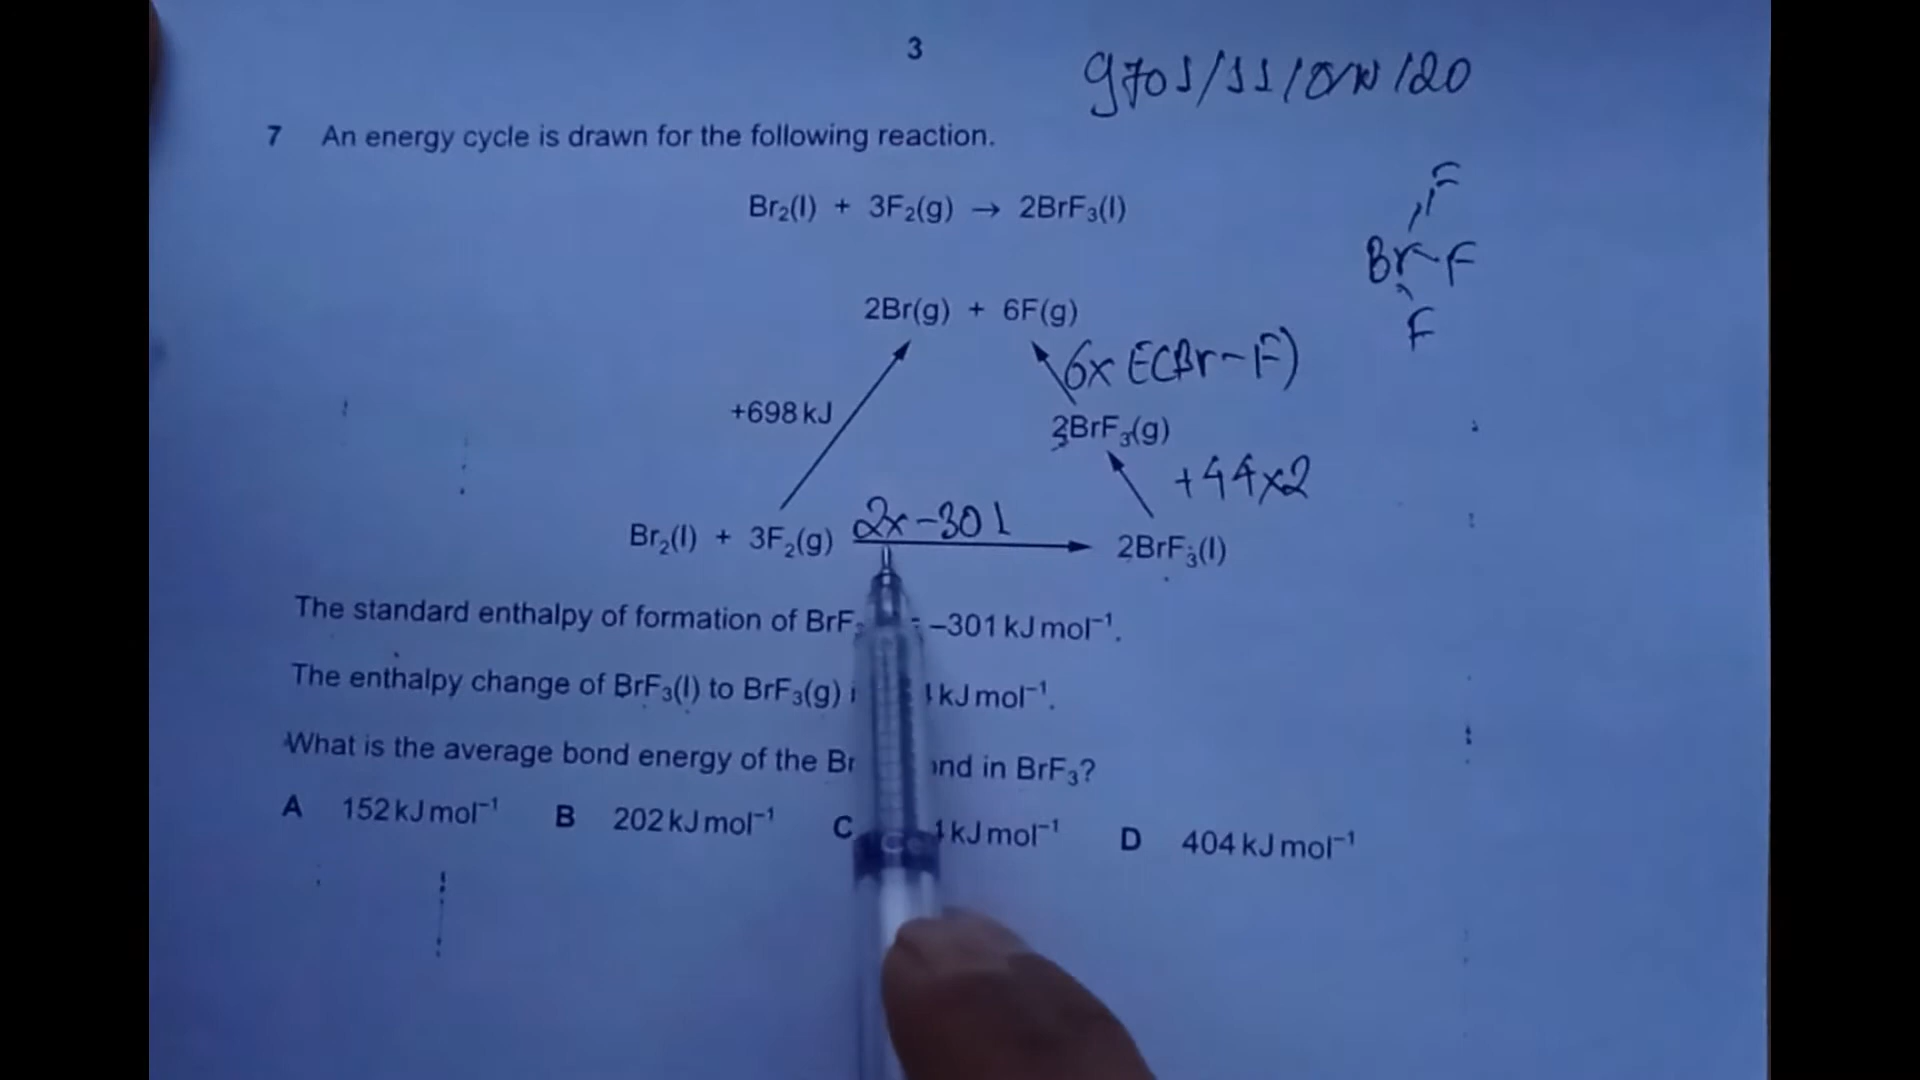 3
9701/11/ON/20
7 An energy cycle is drawn for the following reaction.
Br₂(l) + 3F₂(g) → 2BrF₃(l)
F
Br-F
F
2Br(g) + 6F(g)
6x E(Br-F)
+698 kJ
2BrF₃(g)
+44x2
2x-301
Br₂(l) + 3F₂(g) 2BrF₃(l)
The standard enthalpy of formation of BrF –301 kJ mol⁻¹.
The enthalpy change of BrF₃(l) to BrF₃(g) kJ mol⁻¹.
What is the average bond energy of the Br in BrF₃?
A 152 kJ mol⁻¹ B 202 kJ mol⁻¹ C kJ mol⁻¹ D 404 kJ mol⁻¹